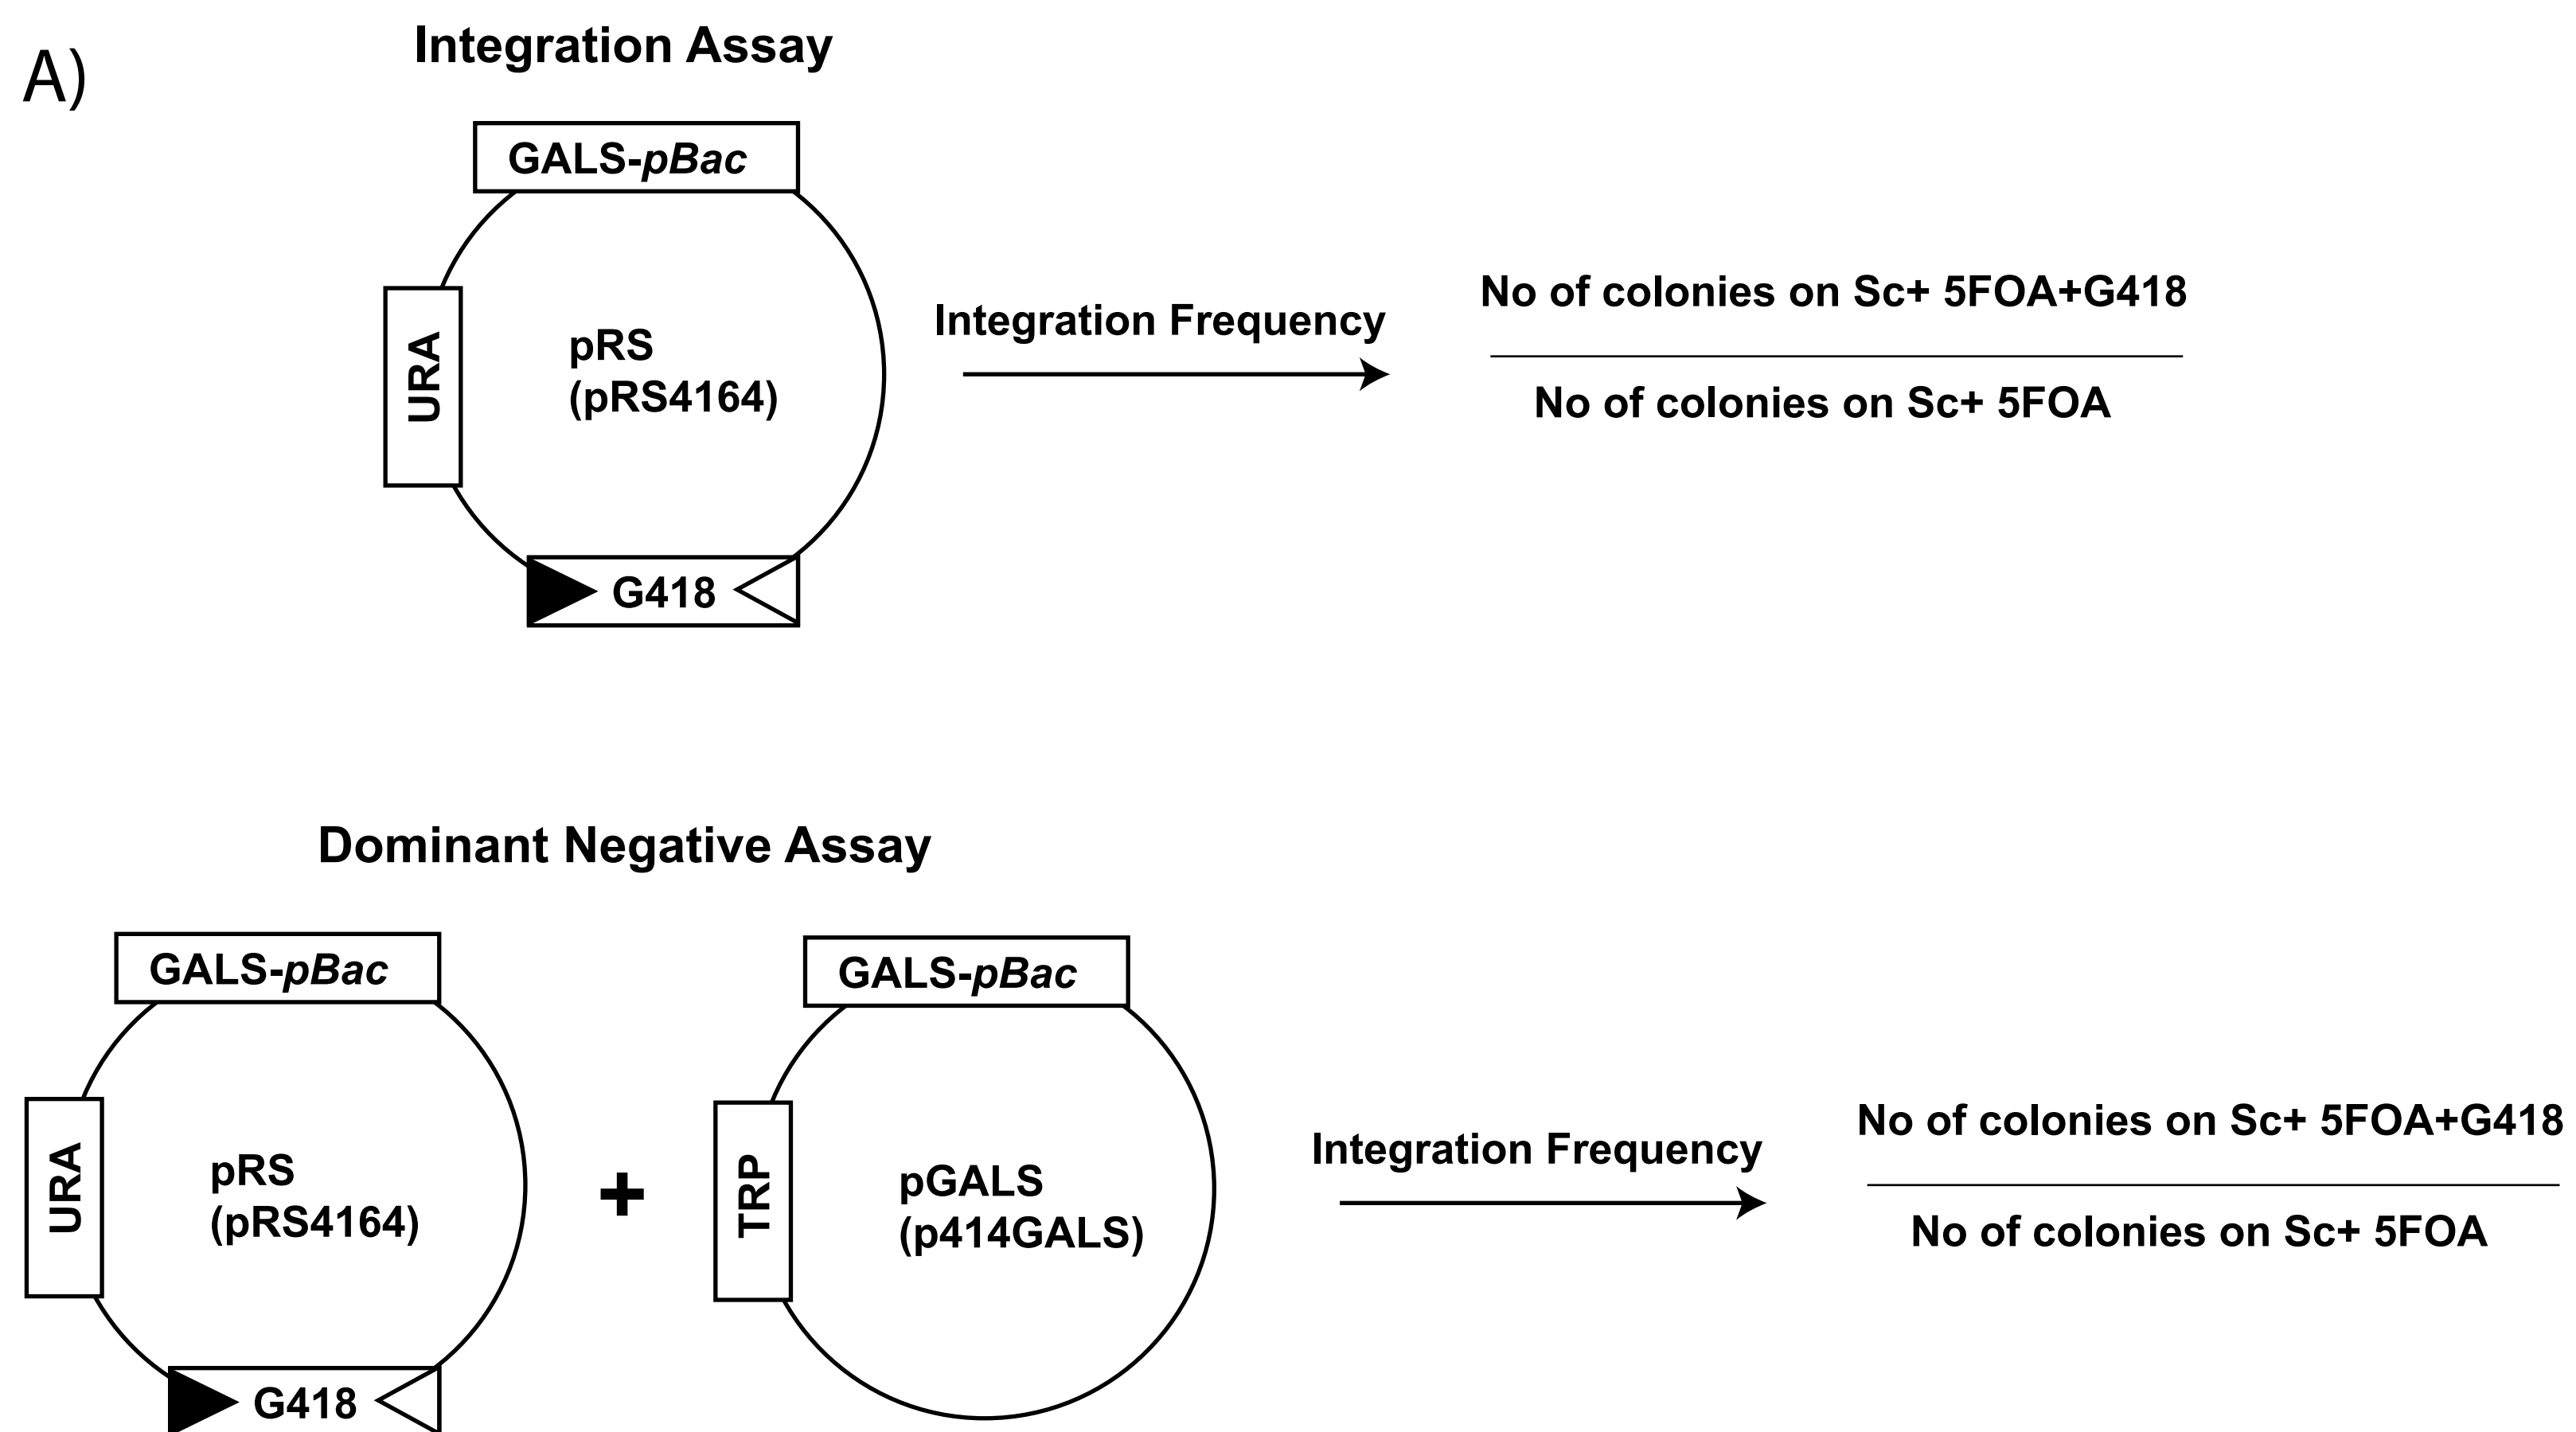 A)
Integration Assay
GALS-pBac
URA
pRS
(pRS4164)
G418
Integration Frequency
No of colonies on Sc+ 5FOA+G418
No of colonies on Sc+ 5FOA
Dominant Negative Assay
GALS-pBac
URA
pRS
(pRS4164)
G418
+
GALS-pBac
TRP
pGALS
(p414GALS)
Integration Frequency
No of colonies on Sc+ 5FOA+G418
No of colonies on Sc+ 5FOA